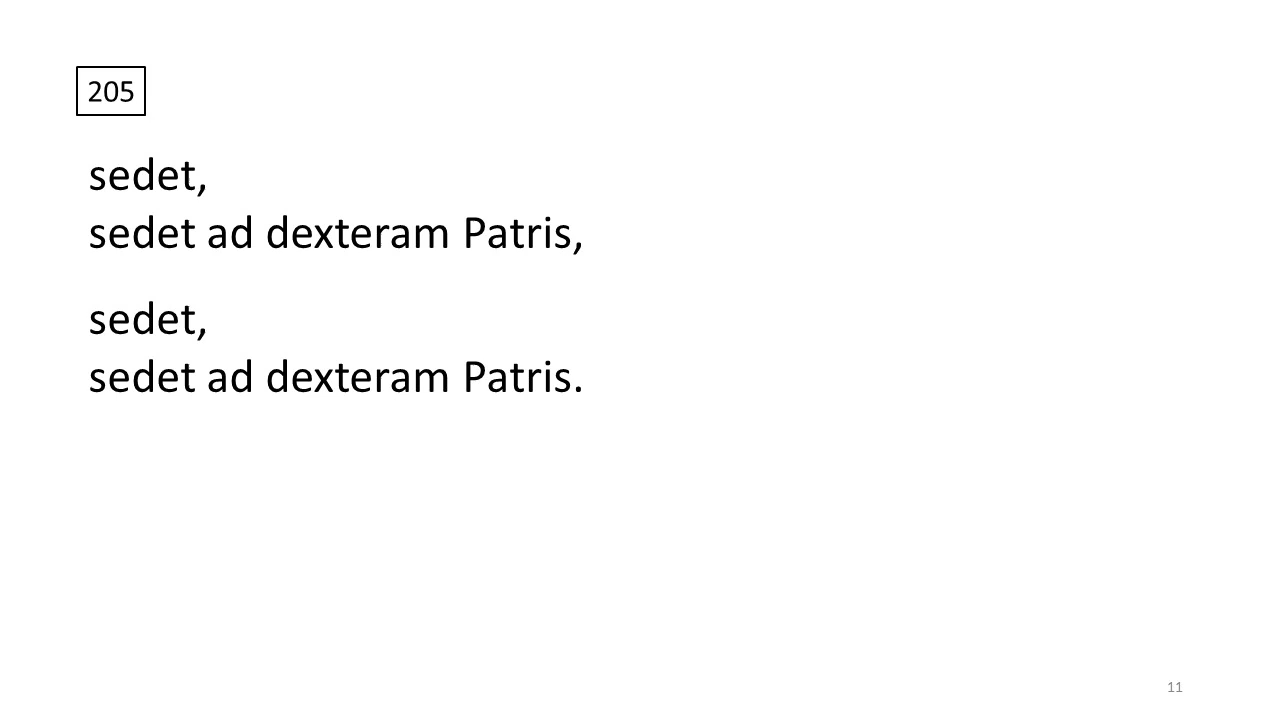 205
sedet,
sedet ad dexteram Patris,
sedet,
sedet ad dexteram Patris.
11